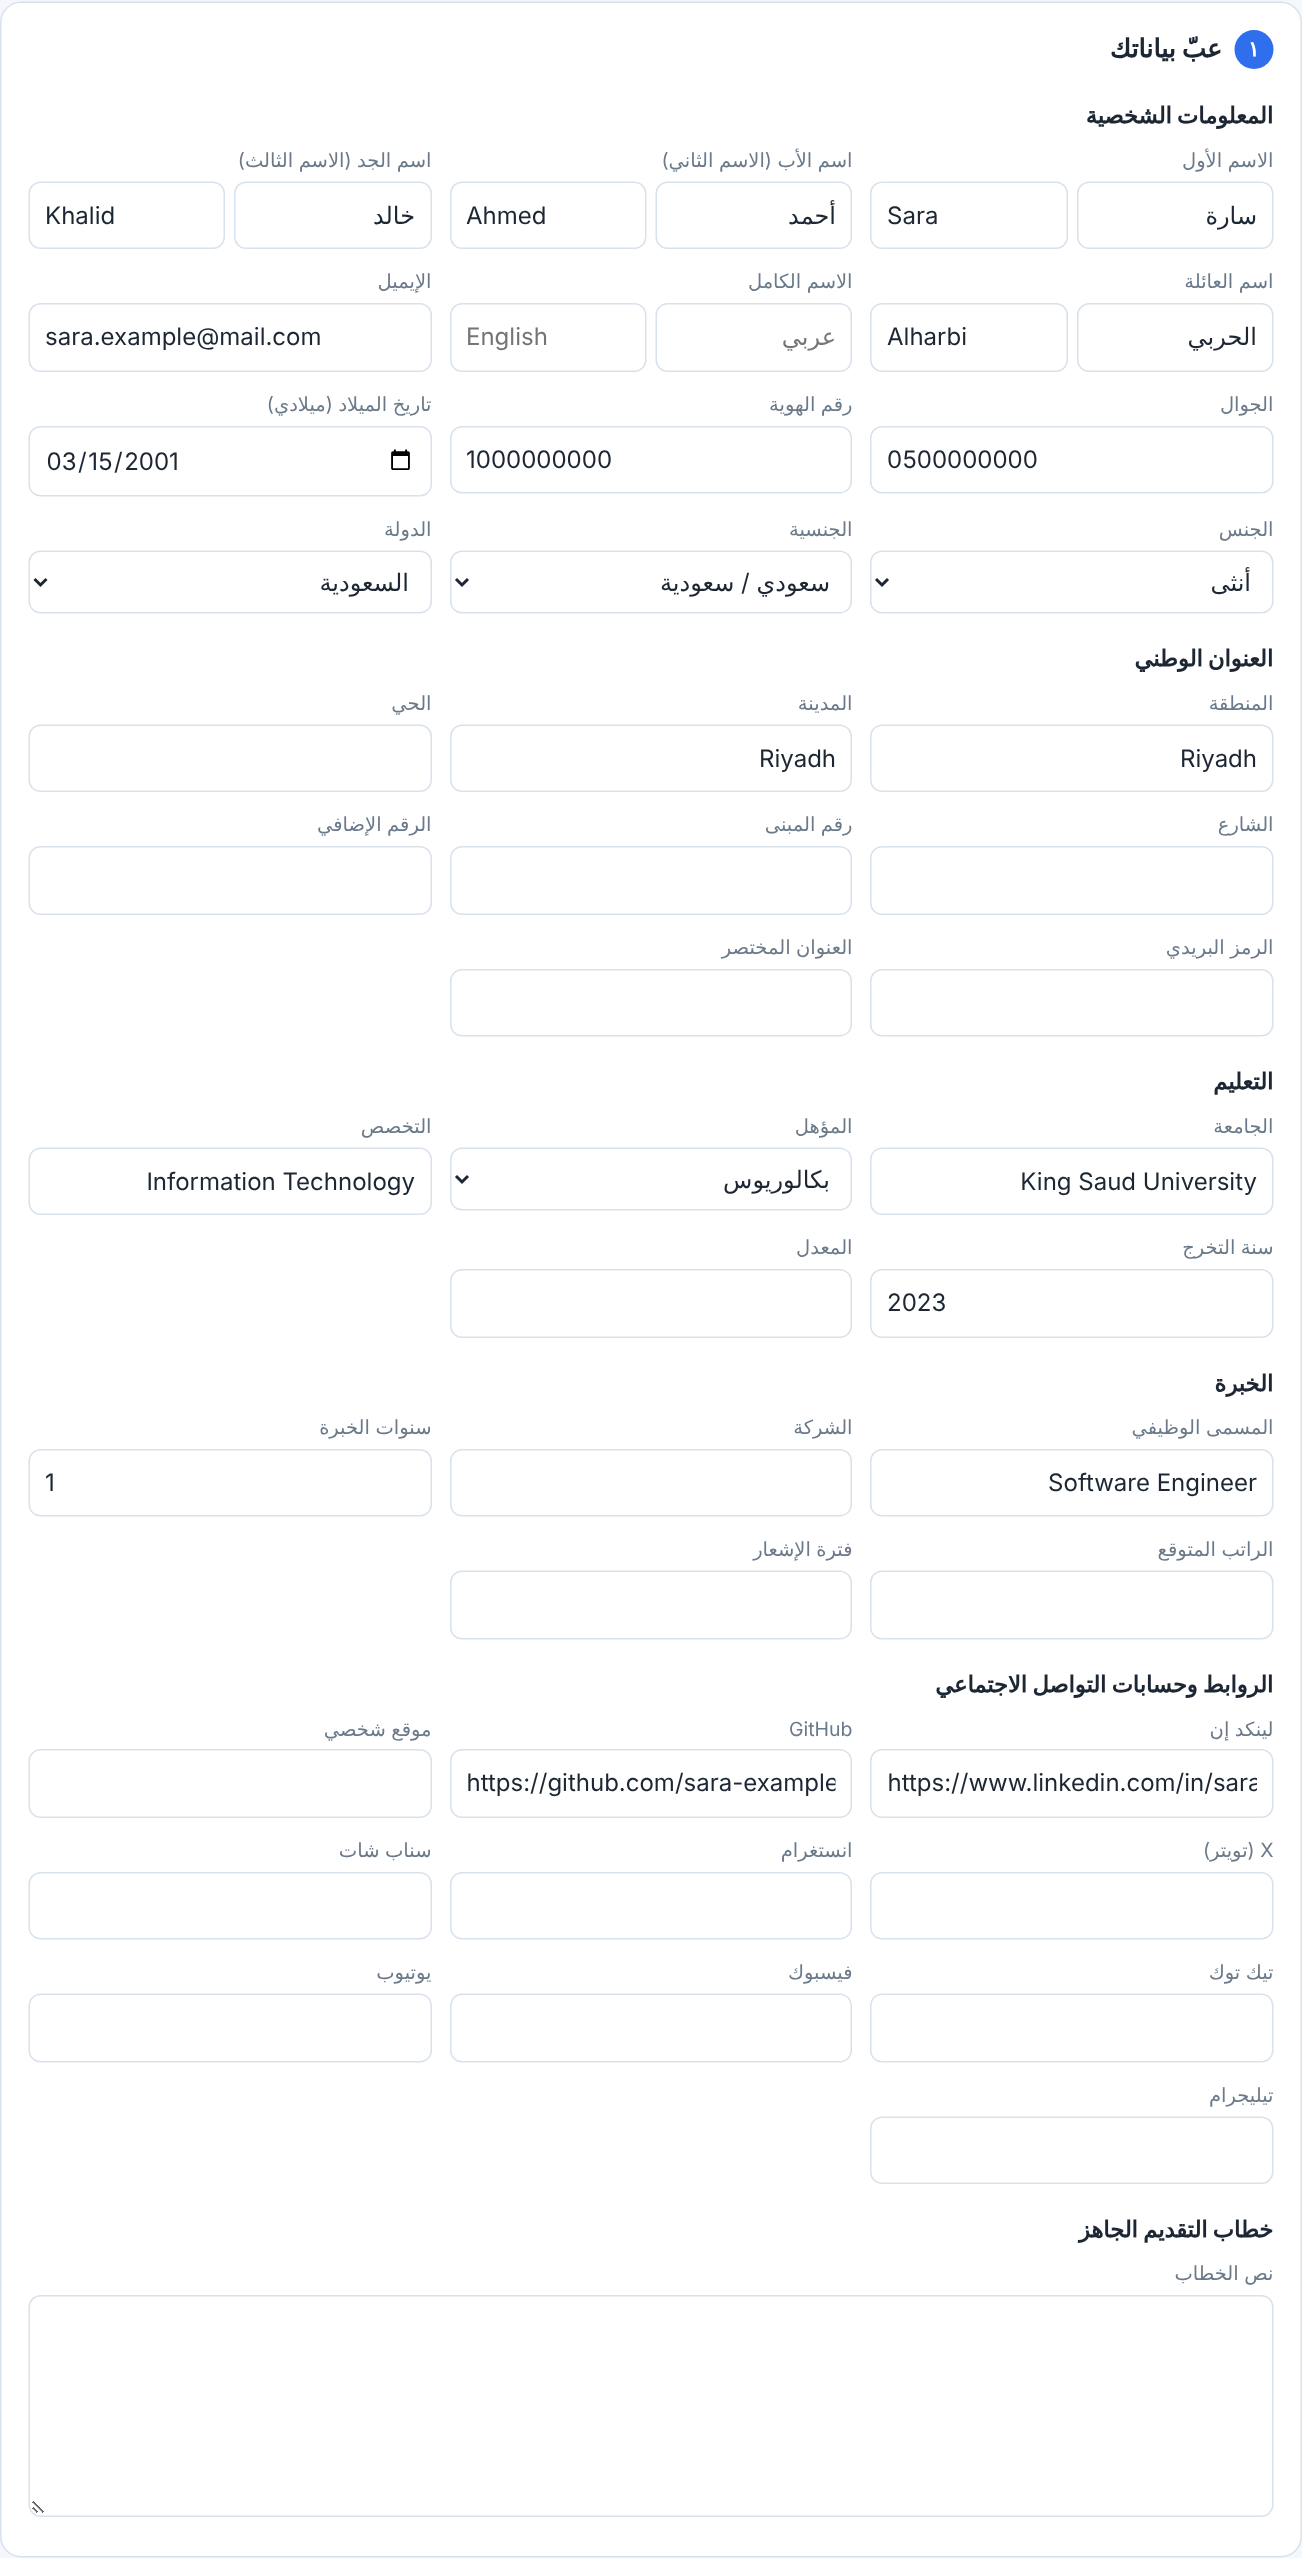 ١ عبّ بياناتك
المعلومات الشخصية
الاسم الأول اسم الأب (الاسم الثاني) اسم الجد (الاسم الثالث)
سارة Sara أحمد Ahmed خالد Khalid
اسم العائلة الاسم الكامل الإيميل
الحربي Alharbi عربي English sara.example@mail.com
الجوال رقم الهوية تاريخ الميلاد (ميلادي)
0500000000 1000000000 03/15/2001
الجنس الجنسية الدولة
أنثى سعودي / سعودية السعودية
العنوان الوطني
المنطقة المدينة الحي
Riyadh Riyadh
الشارع رقم المبنى الرقم الإضافي
الرمز البريدي العنوان المختصر
التعليم
الجامعة المؤهل التخصص
King Saud University بكالوريوس Information Technology
سنة التخرج المعدل
2023
الخبرة
المسمى الوظيفي الشركة سنوات الخبرة
Software Engineer 1
الراتب المتوقع فترة الإشعار
الروابط وحسابات التواصل الاجتماعي
لينكد إن GitHub موقع شخصي
https://www.linkedin.com/in/sara https://github.com/sara-example
X (تويتر) انستغرام سناب شات
تيك توك فيسبوك يوتيوب
تيليجرام
خطاب التقديم الجاهز
نص الخطاب